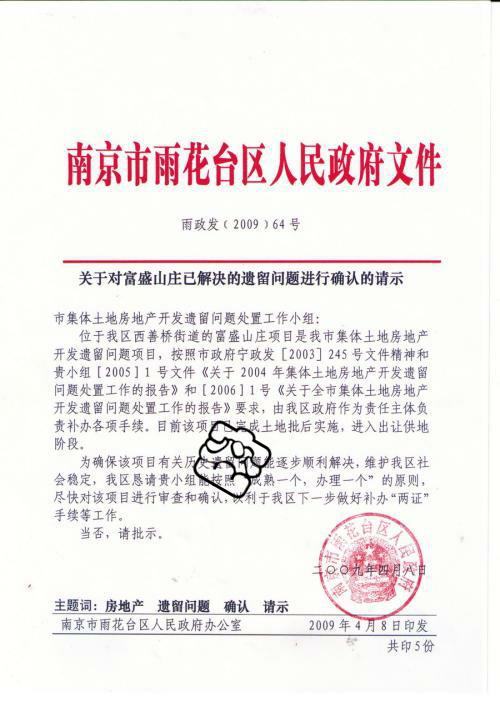 南京市雨花台区人民政府文件
雨政发﹝2009﹞64号
关于对富盛山庄已解决的遗留问题进行确认的请示
市集体土地房地产开发遗留问题处置工作小组：
位于我区西善桥街道的富盛山庄项目是我市集体土地房地产
开发遗留问题项目，按照市政府宁政发［2003］245号文件精神和
贵小组［2005］1号文件《关于2004年集体土地房地产开发遗留
问题处置工作的报告》和［2006］1号《关于全市集体土地房地产
开发遗留问题处置工作的报告》要求，由我区政府作为责任主体负
责补办各项手续。目前该项目已完成土地批后实施，进入出让供地
阶段。
为确保该项目有关历史遗留问题能逐步顺利解决，维护我区社
会稳定，我区恳请贵小组能按照“成熟一个，办理一个”的原则，
尽快对该项目进行审查和确认，以利于我区下一步做好补办“两证”
手续等工作。
当否，请批示。
南京市雨花台区人民政府
二〇〇九年四月八日
主题词：房地产 遗留问题 确认 请示
南京市雨花台区人民政府办公室 2009年4月8日印发
共印5份